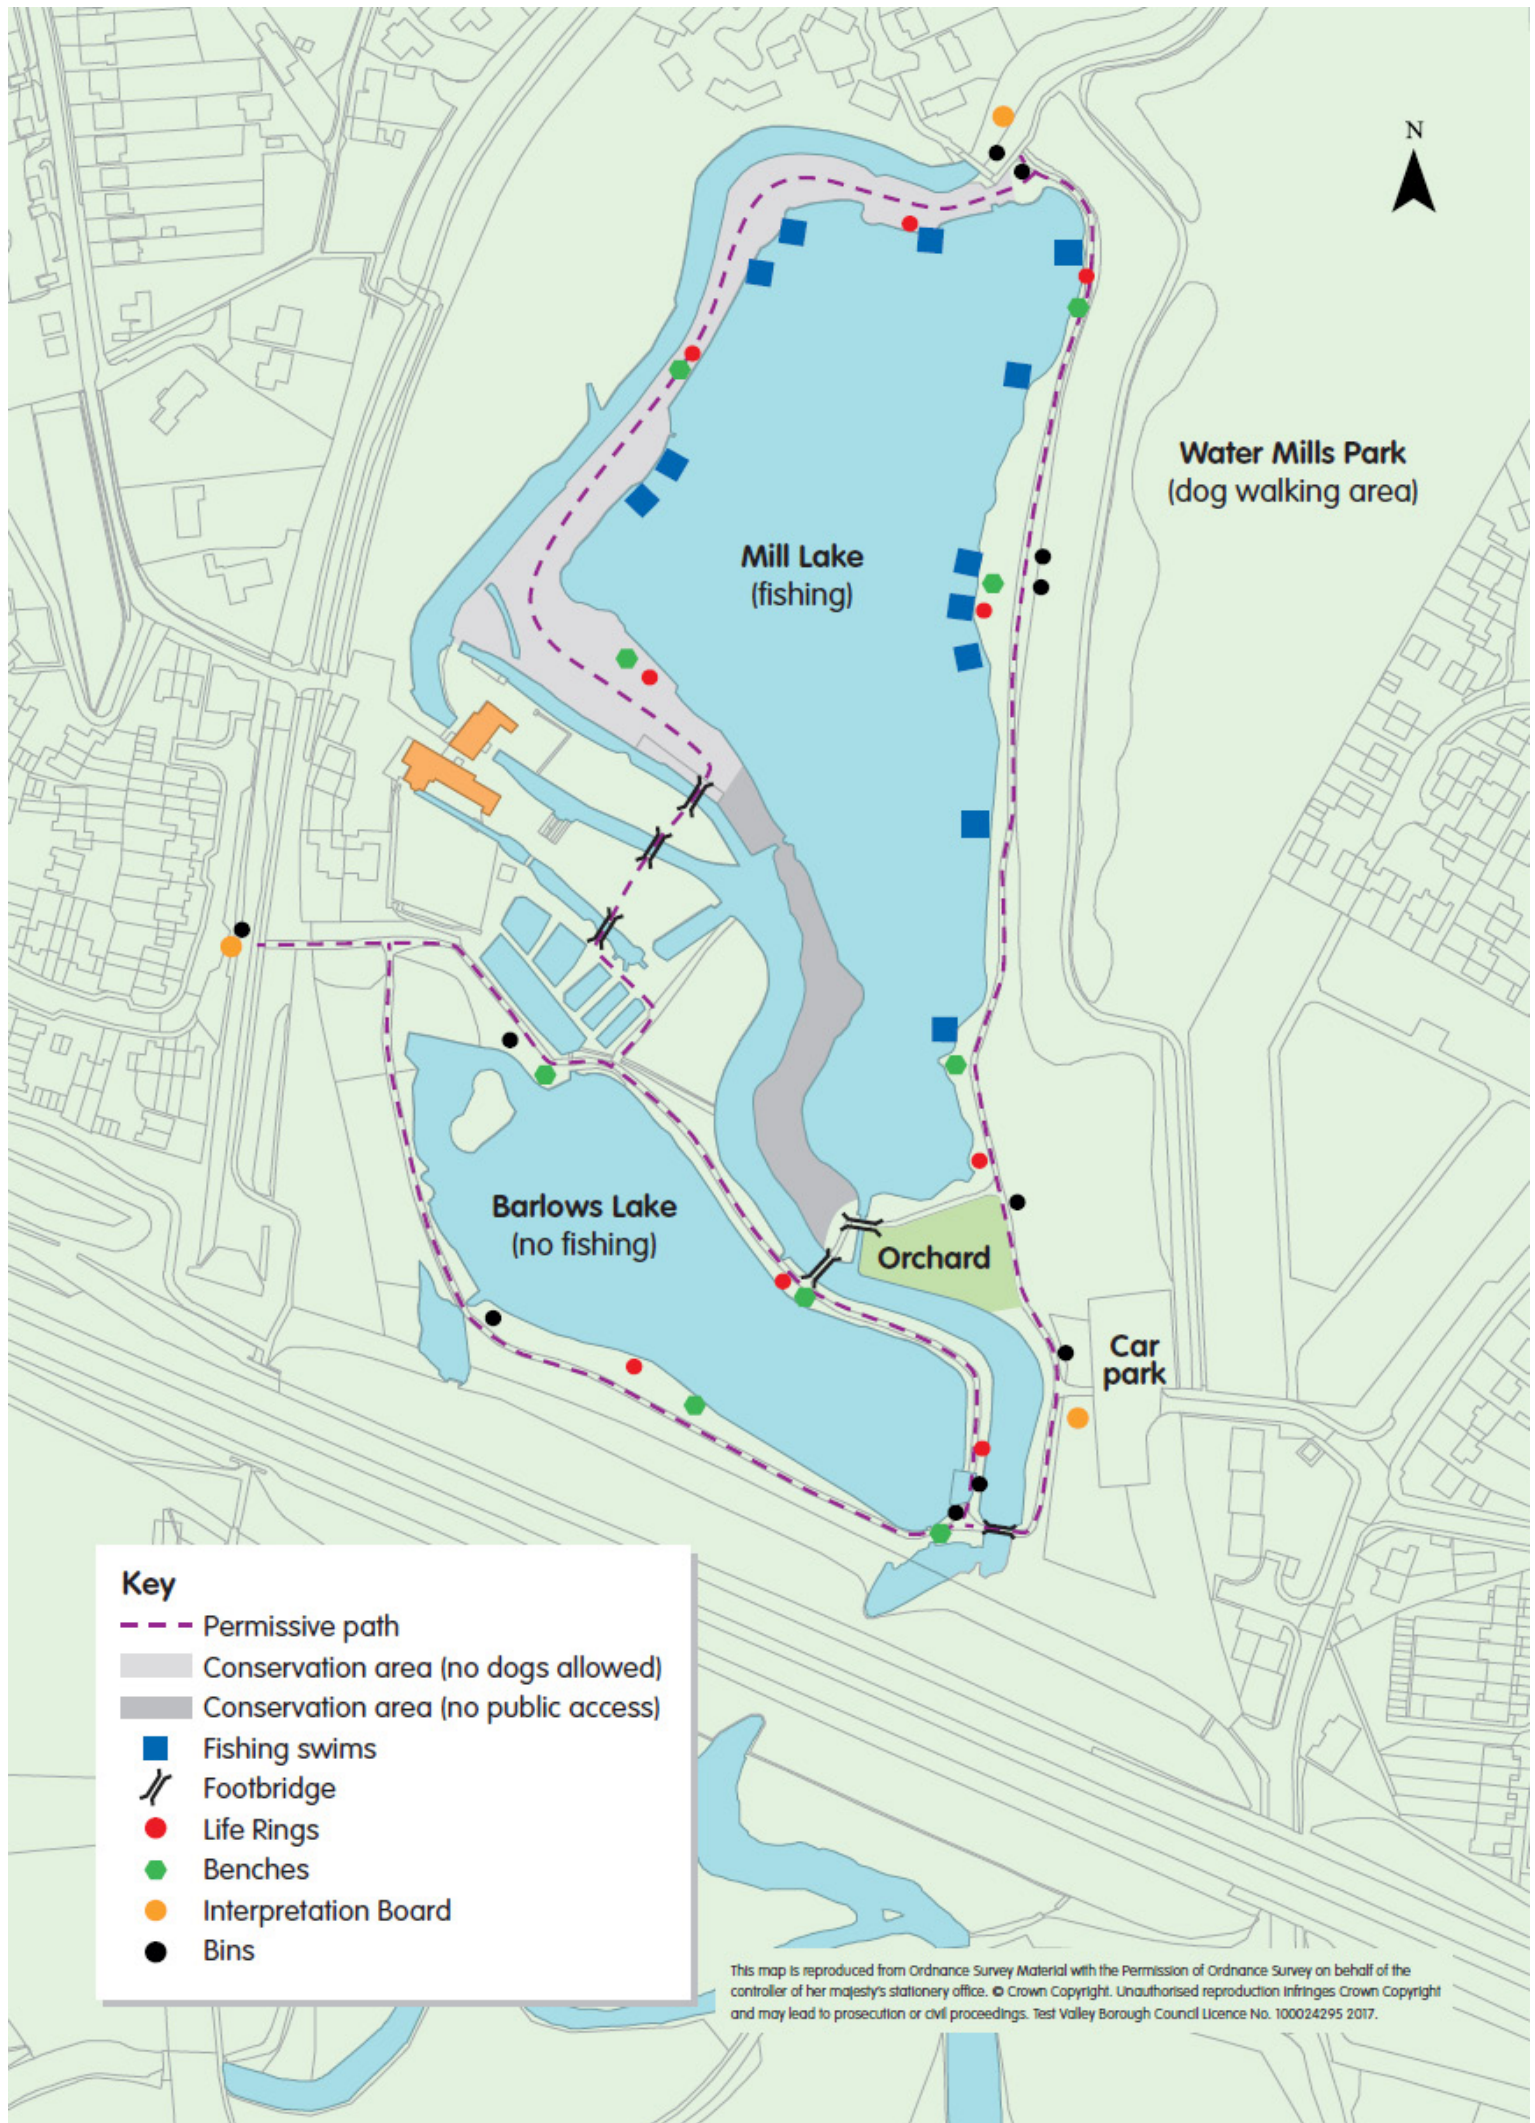 N
Water Mills Park
(dog walking area)
Mill Lake
(fishing)
Barlows Lake
(no fishing)
Orchard
Car
park
Key
Permissive path
Conservation area (no dogs allowed)
Conservation area (no public access)
Fishing swims
Footbridge
Life Rings
Benches
Interpretation Board
Bins
This map is reproduced from Ordnance Survey Material with the Permission of Ordnance Survey on behalf of the
controller of her majesty's stationery office. © Crown Copyright. Unauthorised reproduction infringes Crown Copyright
and may lead to prosecution or civil proceedings. Test Valley Borough Council Licence No. 100024295 2017.